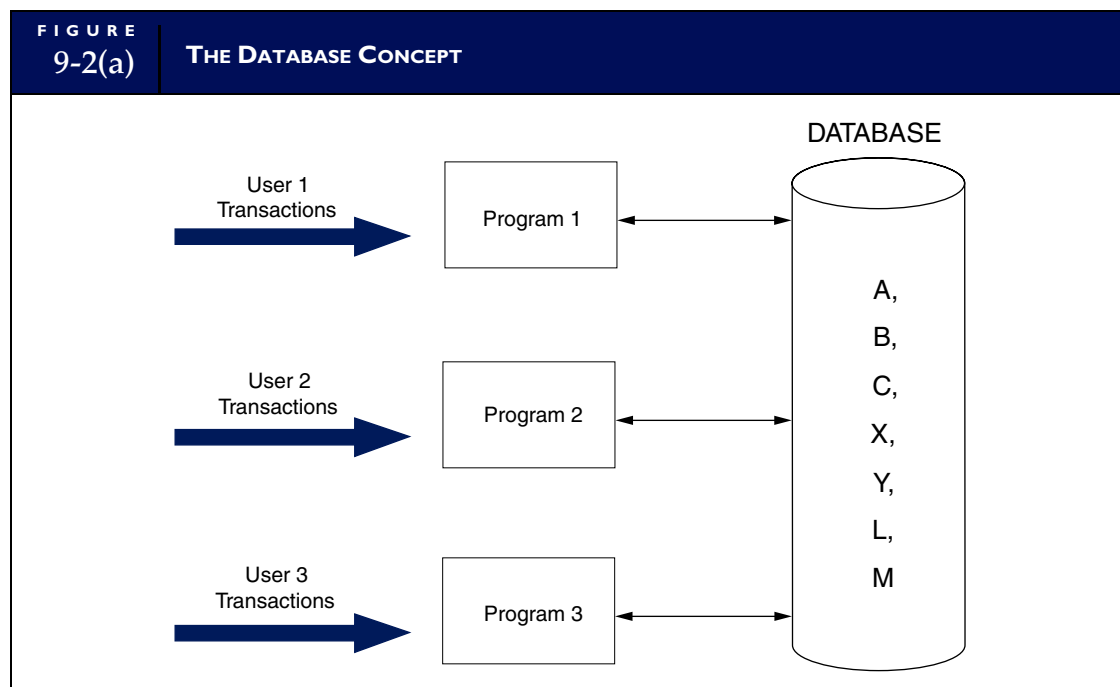 FIGURE
9-2(a)
THE DATABASE CONCEPT
DATABASE
User 1
Transactions
Program 1
A,
B,
C,
X,
Y,
L,
M
User 2
Transactions
Program 2
User 3
Transactions
Program 3